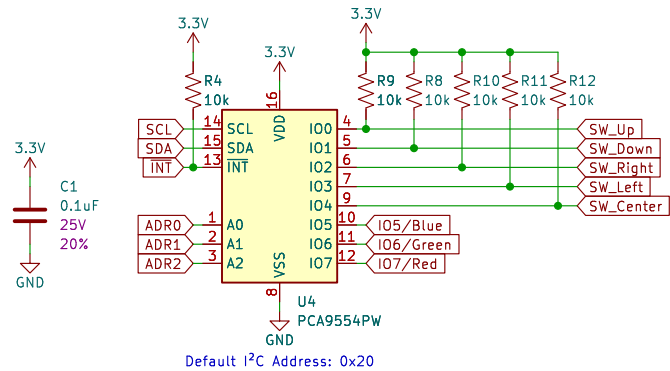 3.3V
3.3V
3.3V
R4
10k
R9
10k
R8
10k
R10
10k
R11
10k
R12
10k
16
VDD
SCL
14
SCL
IO0
4
SW_Up
SDA
15
SDA
IO1
5
SW_Down
INT
13
INT
IO2
6
SW_Right
IO3
7
SW_Left
IO4
9
SW_Center
3.3V
C1
0.1uF
25V
20%
GND
ADR0
1
A0
IO5
10
IO5/Blue
ADR1
2
A1
IO6
11
IO6/Green
ADR2
3
A2
IO7
12
IO7/Red
VSS
8
U4
PCA9554PW
GND
Default I²C Address: 0x20